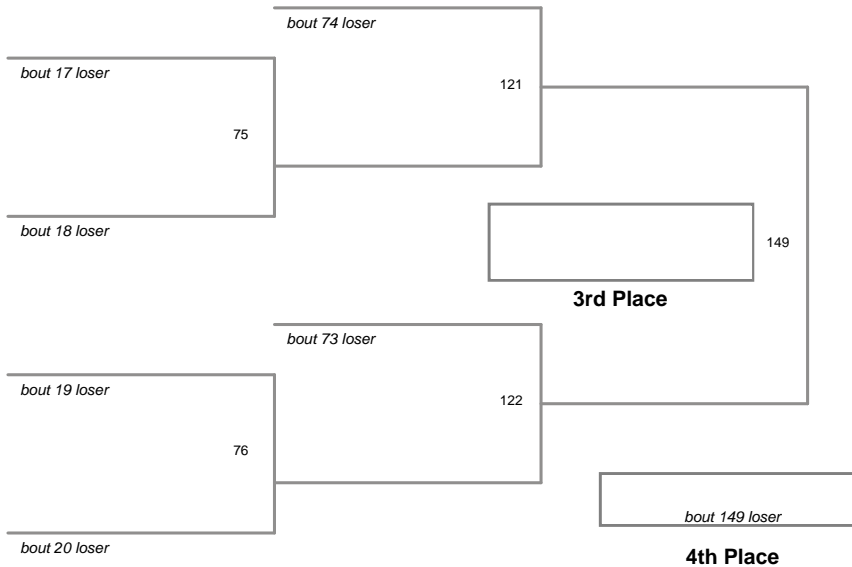 bout 74 loser
bout 17 loser
121
75
bout 18 loser
149
3rd Place
bout 73 loser
bout 19 loser
122
76
bout 149 loser
bout 20 loser
4th Place